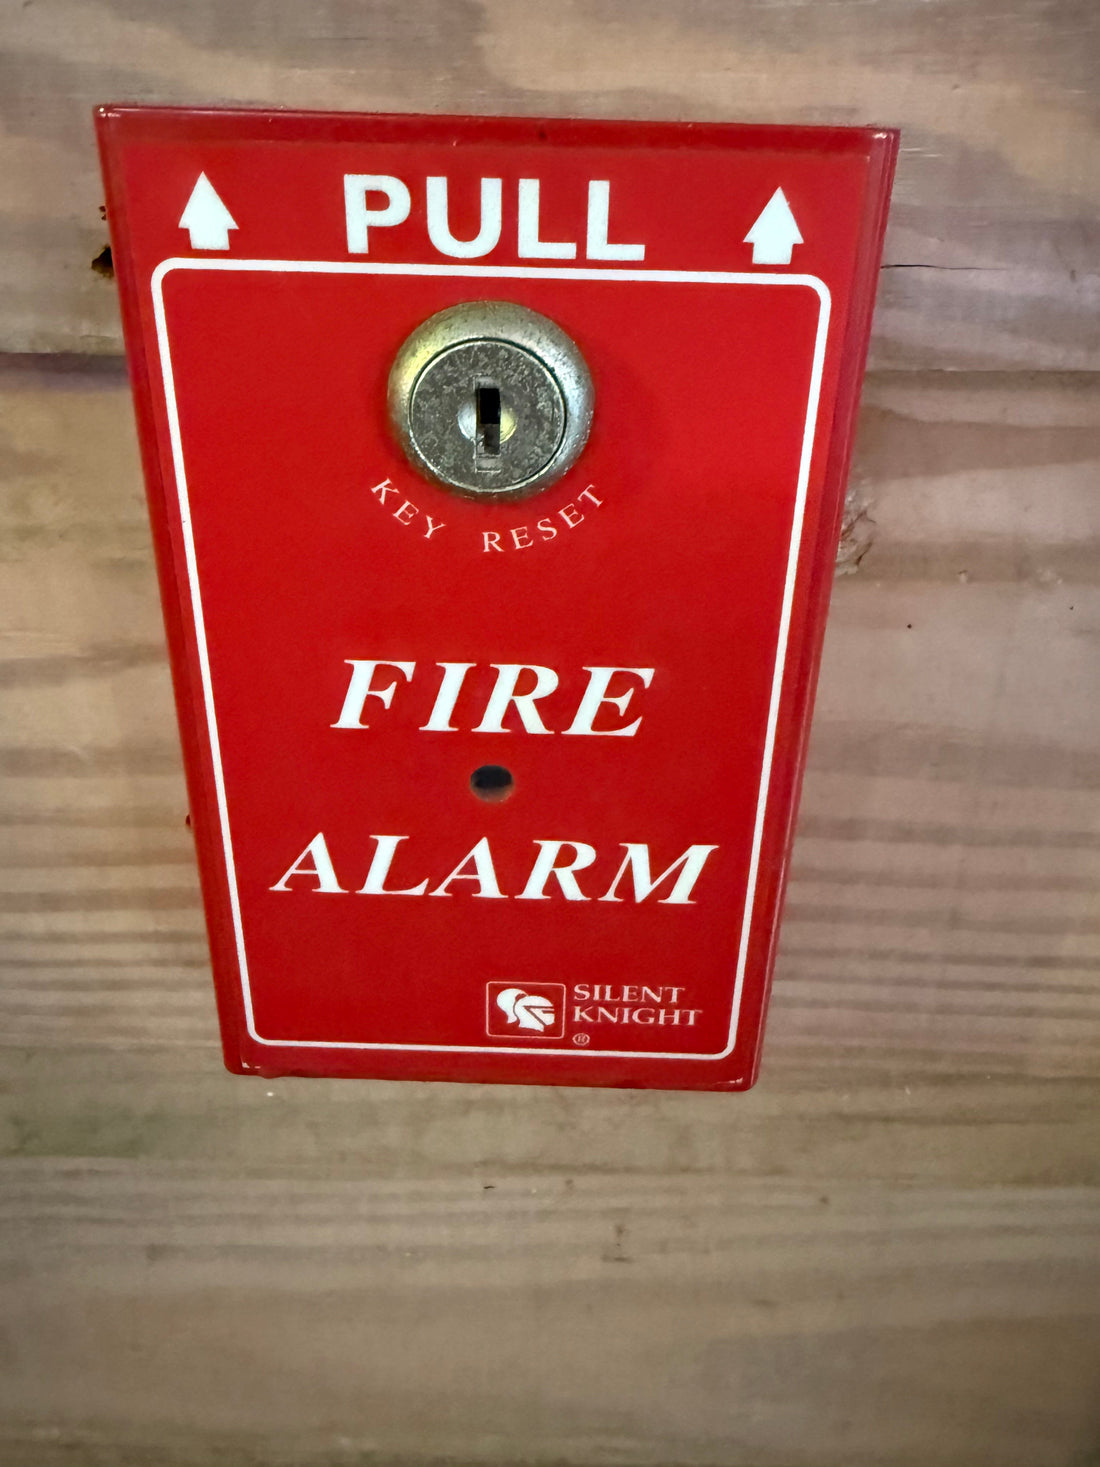 PULL
KEY RESET
FIRE
ALARM
SILENT
KNIGHT
®